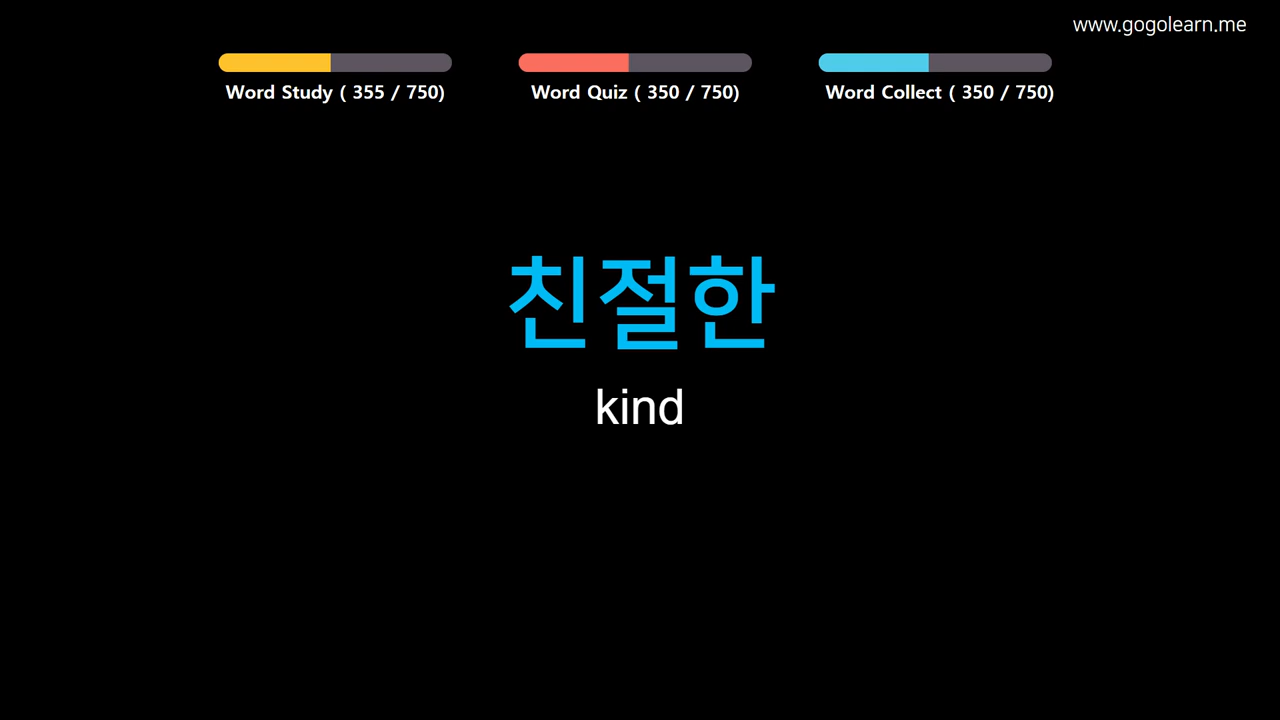 www.gogolearn.me
Word Study ( 355 / 750)
Word Quiz ( 350 / 750)
Word Collect ( 350 / 750)
친절한
kind